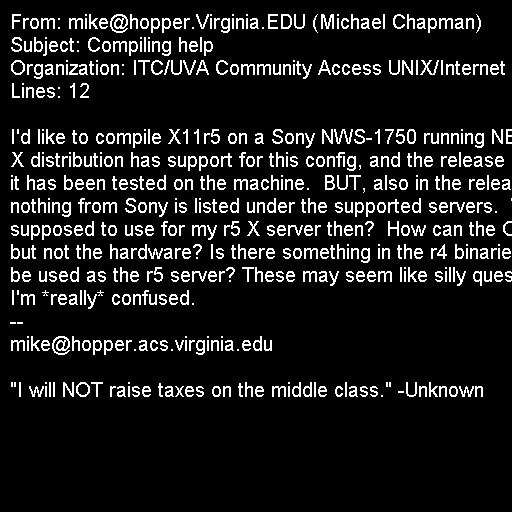 From: mike@hopper.Virginia.EDU (Michael Chapman)
Subject: Compiling help
Organization: ITC/UVA Community Access UNIX/Internet
Lines: 12

I'd like to compile X11r5 on a Sony NWS-1750 running
X distribution has support for this config, and the release
it has been tested on the machine.  BUT, also in the
nothing from Sony is listed under the supported servers.
supposed to use for my r5 X server then?  How can the
but not the hardware? Is there something in the r4
be used as the r5 server? These may seem like silly
I'm *really* confused.
--
mike@hopper.acs.virginia.edu

"I will NOT raise taxes on the middle class." -Unknown